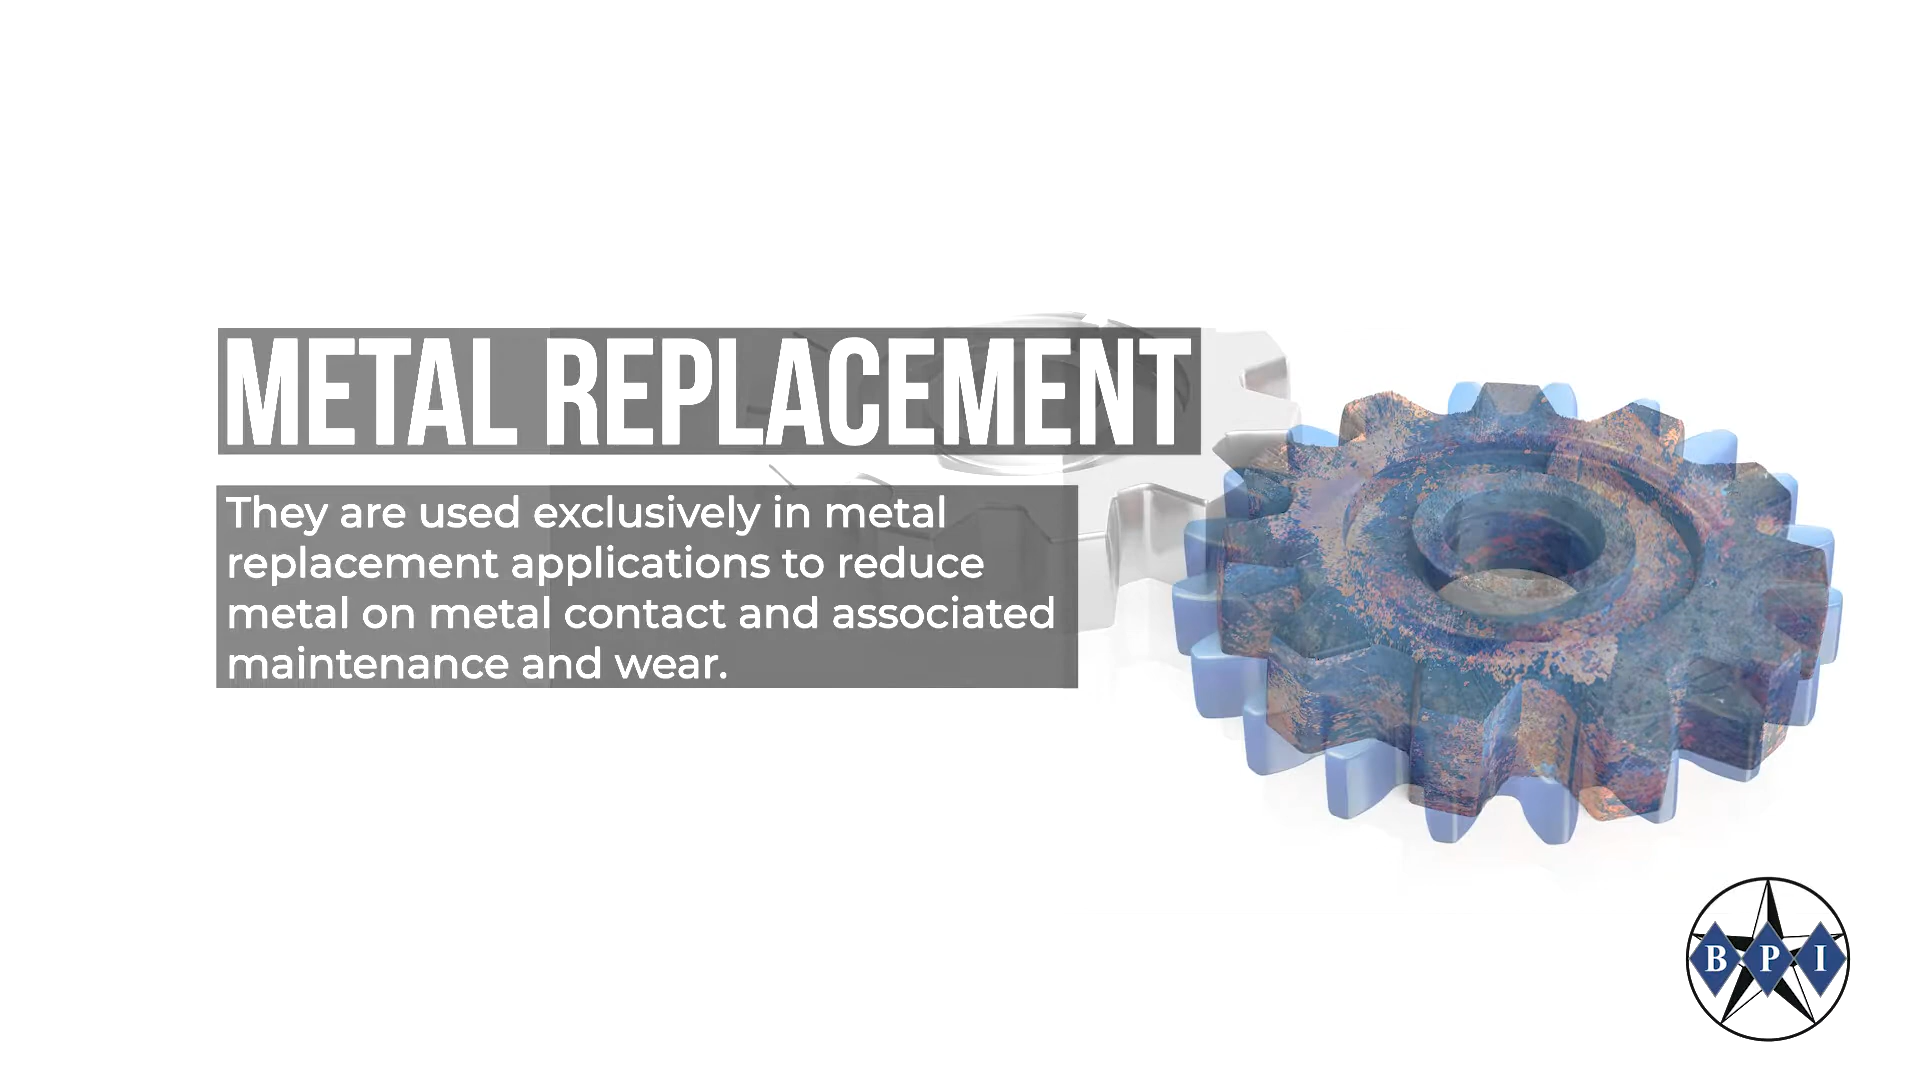 METAL REPLACEMENT
They are used exclusively in metal
replacement applications to reduce
metal on metal contact and associated
maintenance and wear.
B P I